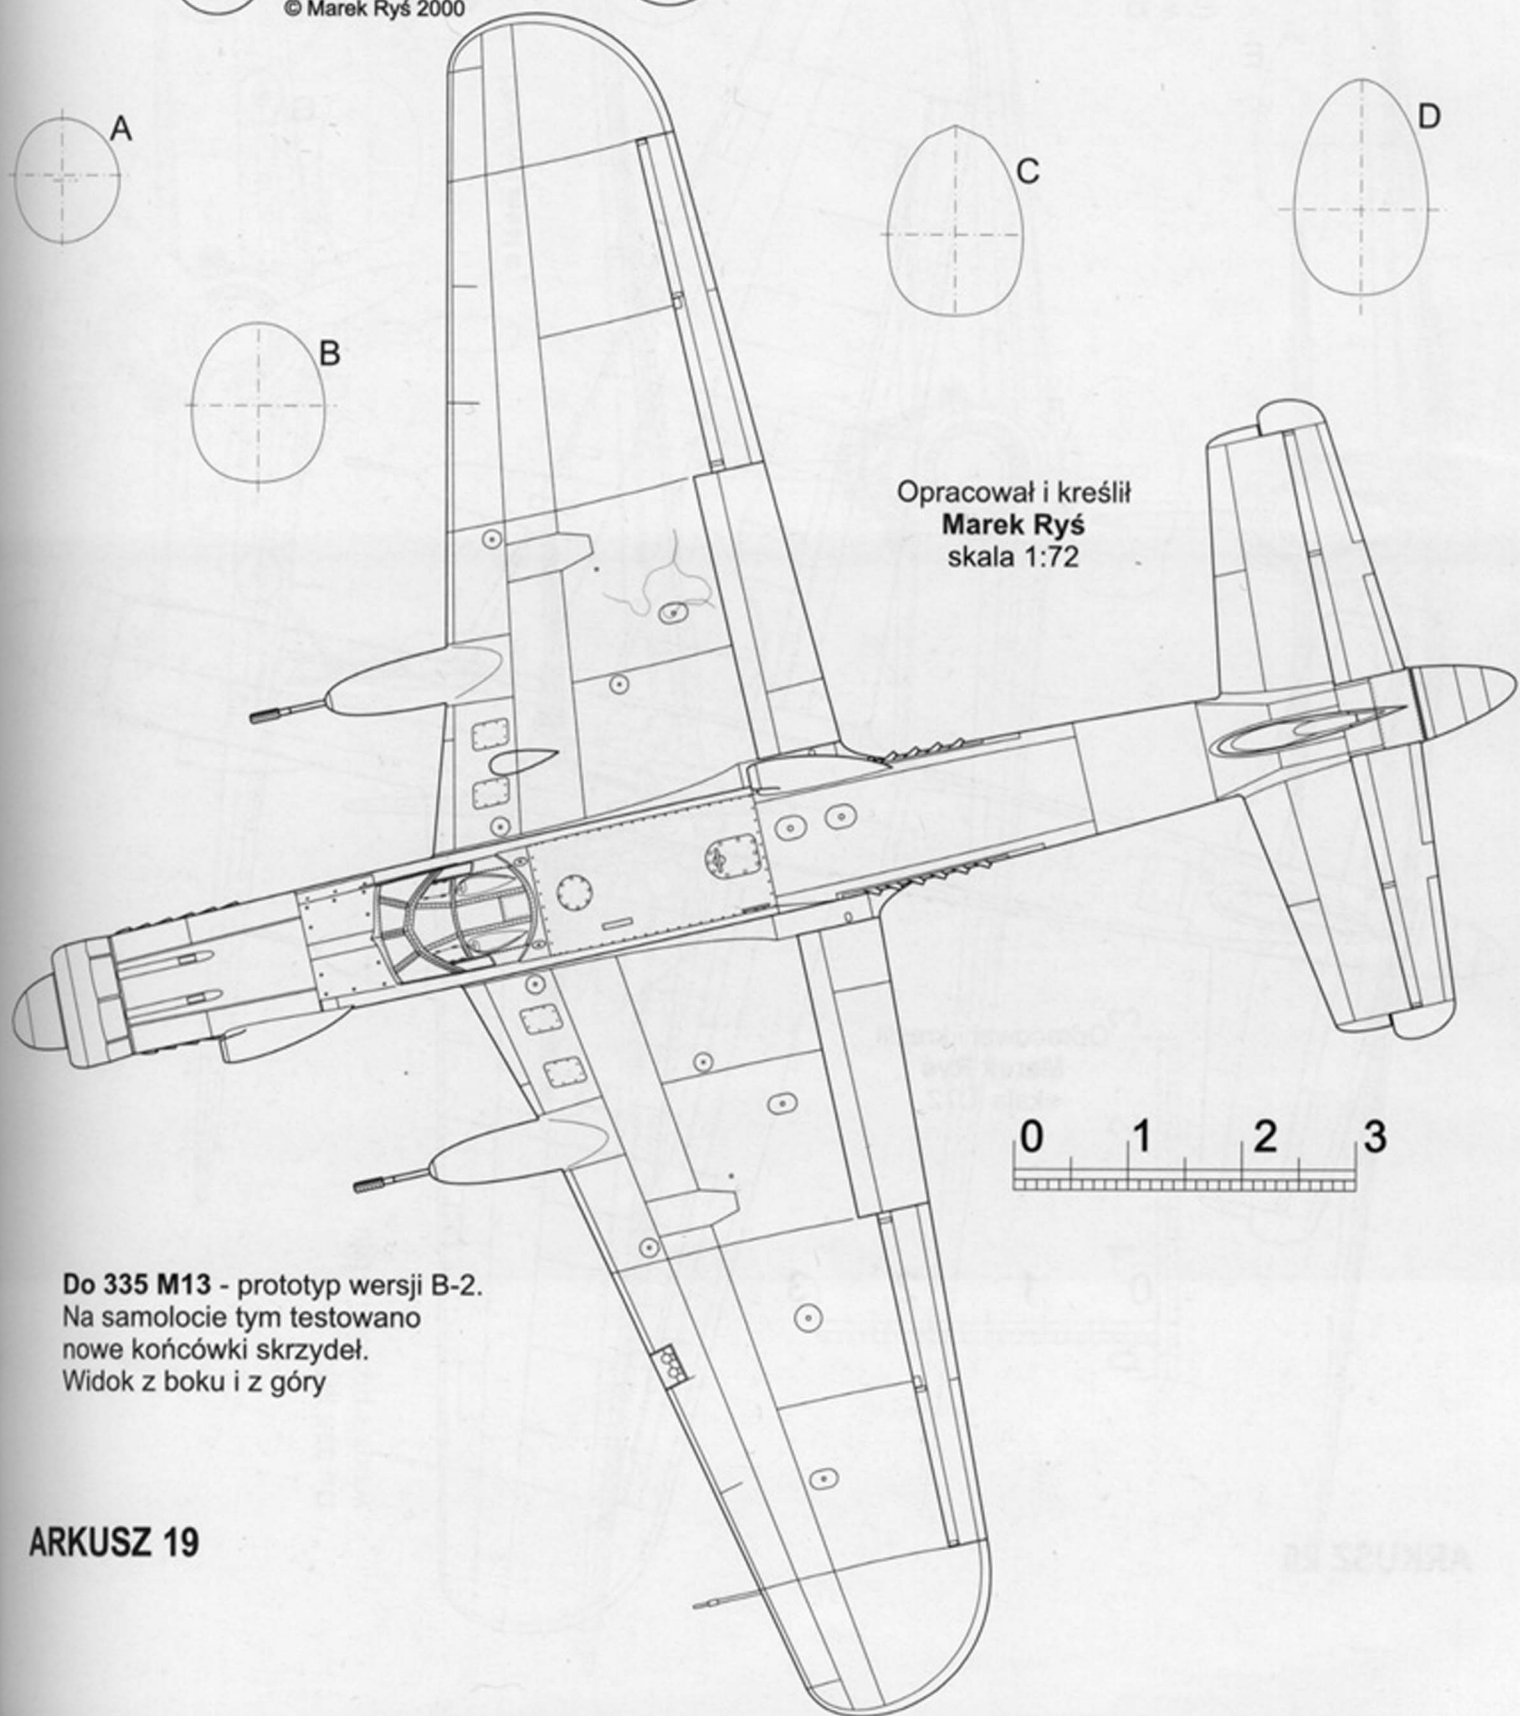 © Marek Ryś 2000
A
B
C
D
Opracował i kreślił
Marek Ryś
skala 1:72
0 1 2 3
Do 335 M13 - prototyp wersji B-2.
Na samolocie tym testowano
nowe końcówki skrzydeł.
Widok z boku i z góry
ARKUSZ 19